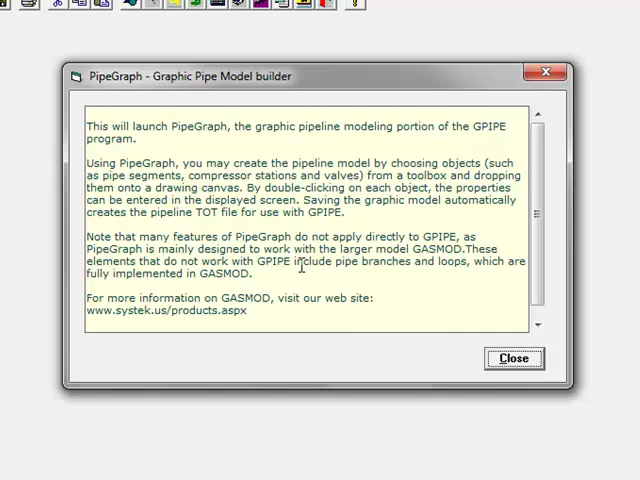 PipeGraph - Graphic Pipe Model builder
This will launch PipeGraph, the graphic pipeline modeling portion of the GPIPE
program.
Using PipeGraph, you may create the pipeline model by choosing objects (such
as pipe segments, compressor stations and valves) from a toolbox and dropping
them onto a drawing canvas. By double-clicking on each object, the properties
can be entered in the displayed screen. Saving the graphic model automatically
creates the pipeline TOT file for use with GPIPE.
Note that many features of PipeGraph do not apply directly to GPIPE, as
PipeGraph is mainly designed to work with the larger model GASMOD.These
elements that do not work with GPIPE include pipe branches and loops, which are
fully implemented in GASMOD.
For more information on GASMOD, visit our web site:
www.systek.us/products.aspx
Close